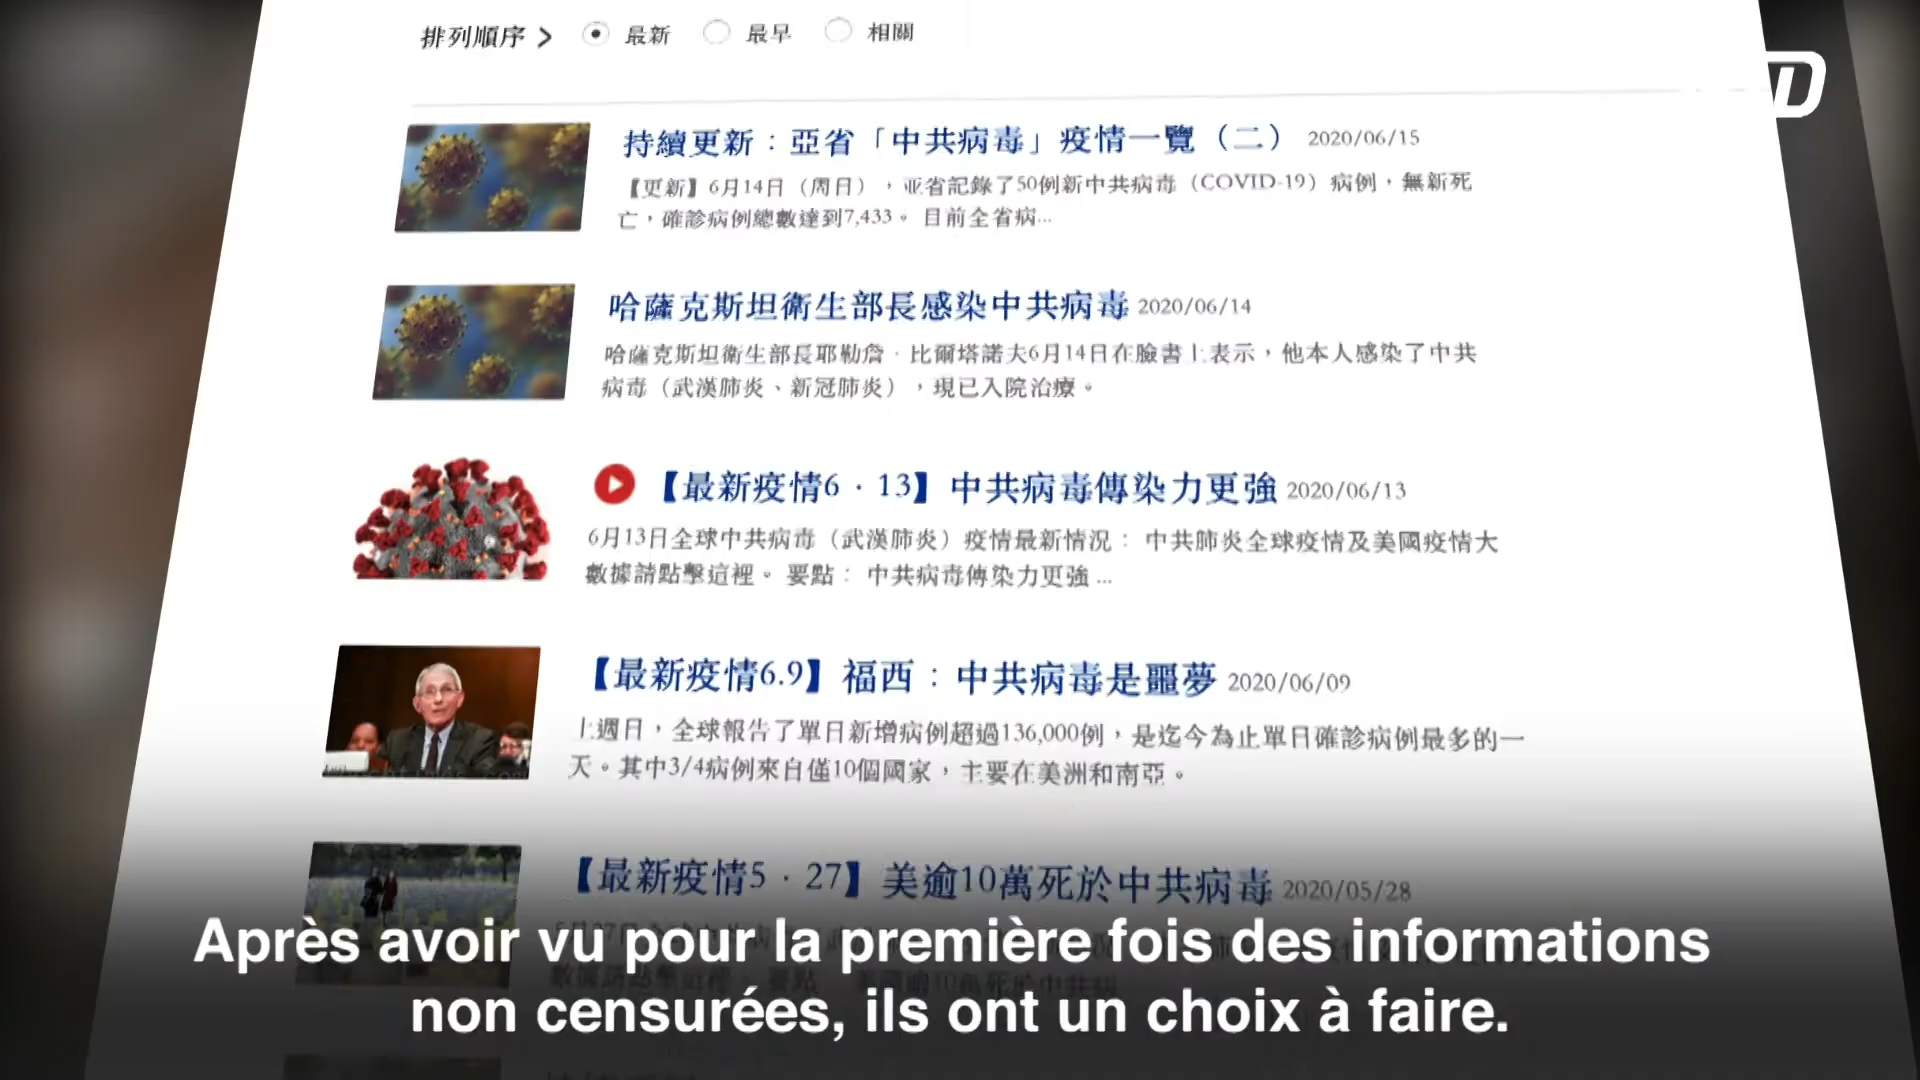 排列順序 最新 最早 相關
D
持續更新：亞省「中共病毒」疫情一覽（二） 2020/06/15
【更新】6月14日（周日），亚省記錄了50例新中共病毒（COVID-19）病例，無新死
亡，確診病例總數達到7,433。 目前全省病...
哈薩克斯坦衛生部長感染中共病毒 2020/06/14
哈薩克斯坦衛生部長耶勒詹．比爾塔諾夫6月14日在臉書上表示，他本人感染了中共
病毒（武漢肺炎、新冠肺炎），現已入院治療。
【最新疫情6．13】中共病毒傳染力更強 2020/06/13
6月13日全球中共病毒（武漢肺炎）疫情最新情況： 中共肺炎全球疫情及美國疫情大
數據請點擊這裡。 要點： 中共病毒傳染力更強 ...
【最新疫情6.9】福西：中共病毒是噩夢 2020/06/09
上週日，全球報告了單日新增病例超過136,000例，是迄今為止單日確診病例最多的一
天。其中3/4病例來自僅10個國家，主要在美洲和南亞。
【最新疫情5．27】美逾10萬死於中共病毒 2020/05/28
Après avoir vu pour la première fois des informations
non censurées, ils ont un choix à faire.